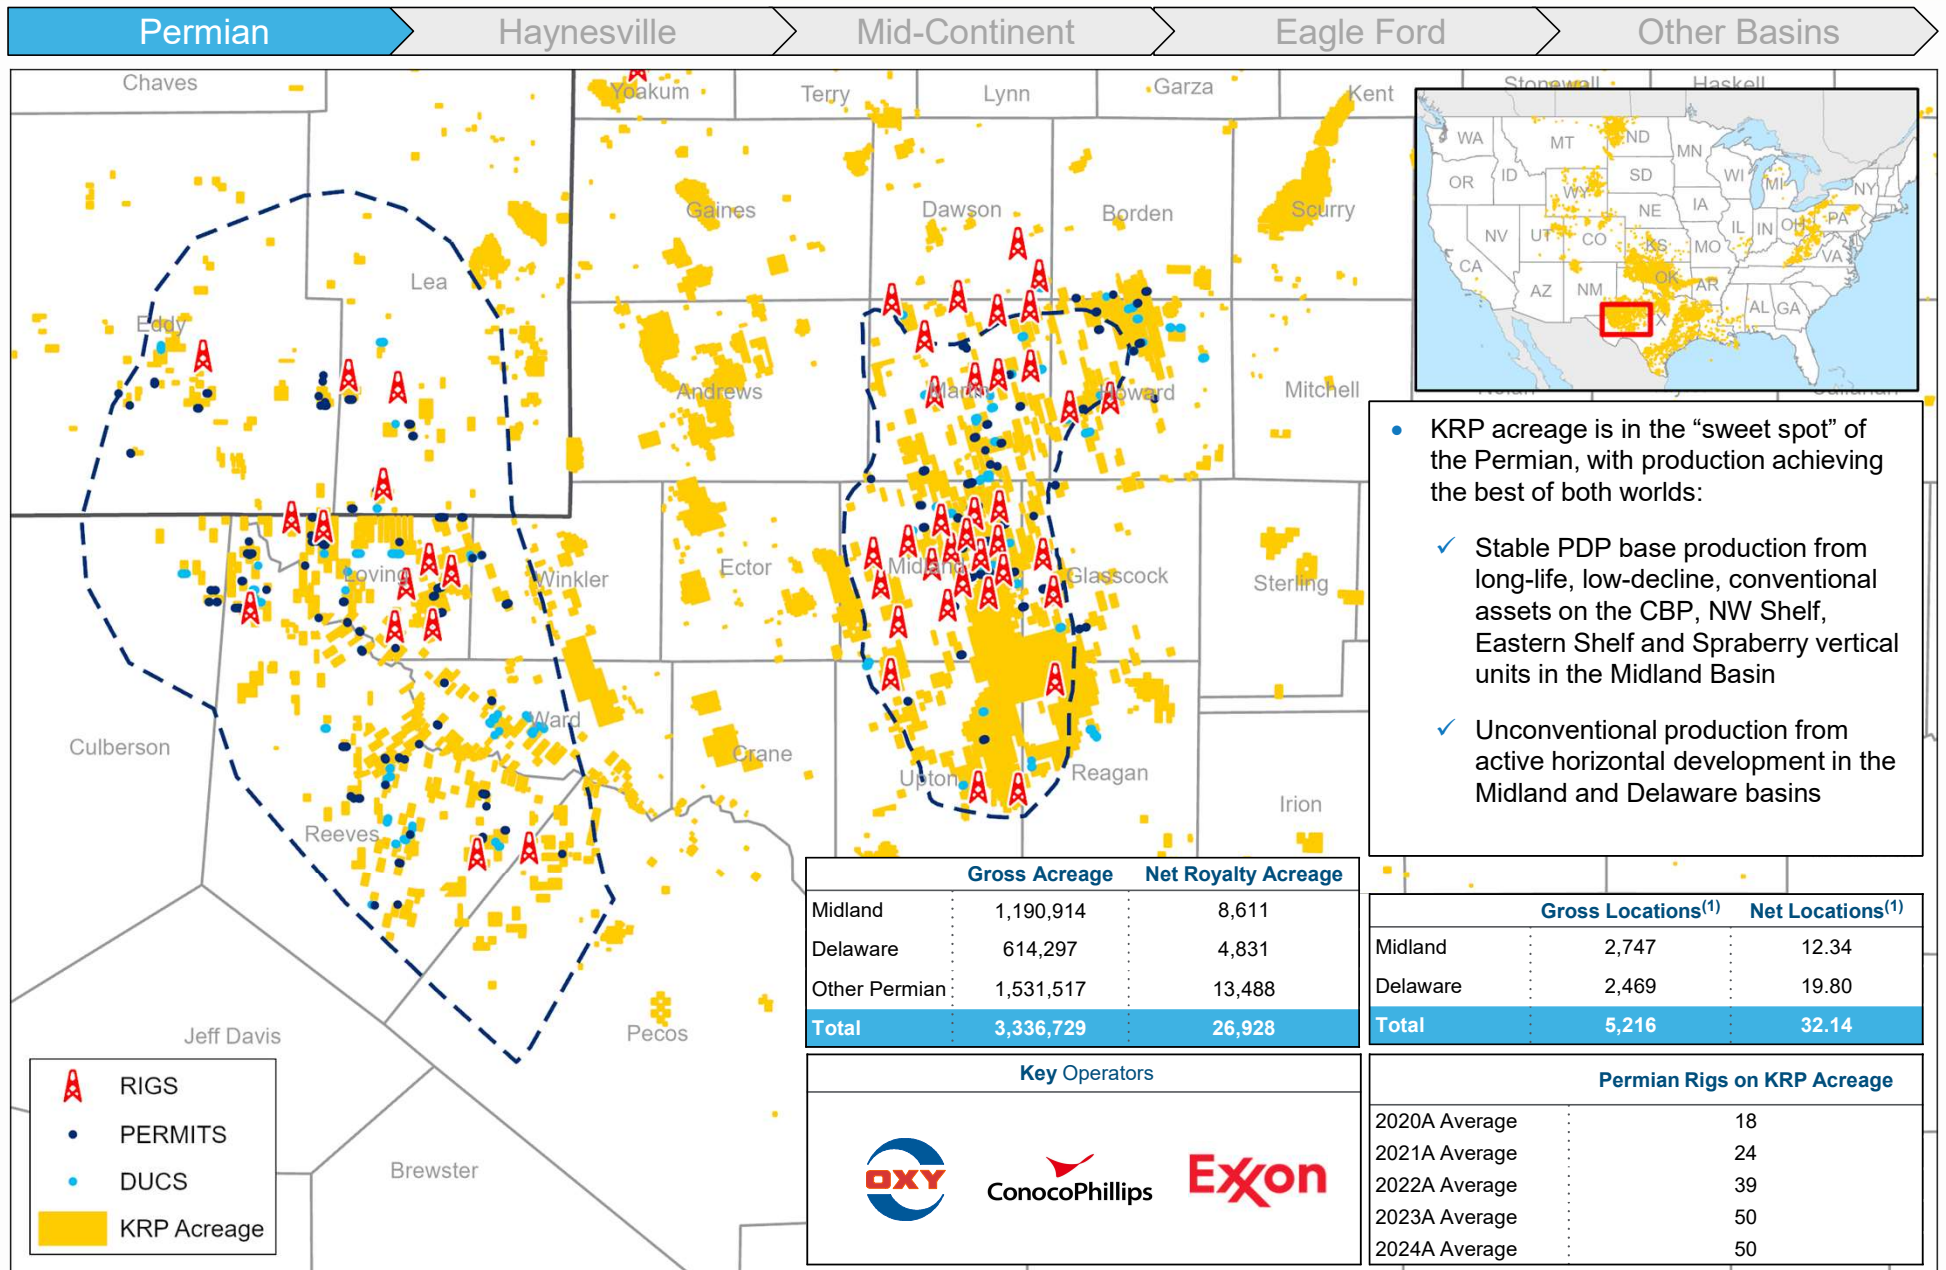 Permian
Haynesville
Mid-Continent
Eagle Ford
Other Basins
Chaves
Yoakum
Terry
Lynn
Garza
Kent
Stonewall
Haskell
Lea
Eddy
Gaines
Dawson
Borden
Scurry
Andrews
Martin
Howard
Mitchell
Loving
Winkler
Ector
Midland
Glasscock
Sterling
Culberson
Ward
Crane
Upton
Reagan
Irion
Reeves
Jeff Davis
Pecos
Brewster
WA
MT
ND
MN
OR
ID
SD
WI
MI
NY
WY
NE
IA
PA
NV
UT
CO
IL
IN
OH
KS
MO
VA
CA
OK
AR
AZ
NM
AL
GA
X
• KRP acreage is in the “sweet spot” of
the Permian, with production achieving
the best of both worlds:
✓ Stable PDP base production from
long-life, low-decline, conventional
assets on the CBP, NW Shelf,
Eastern Shelf and Spraberry vertical
units in the Midland Basin
✓ Unconventional production from
active horizontal development in the
Midland and Delaware basins
Gross Acreage Net Royalty Acreage
Midland 1,190,914 8,611
Delaware 614,297 4,831
Other Permian 1,531,517 13,488
Total 3,336,729 26,928
Gross Locations(1) Net Locations(1)
Midland 2,747 12.34
Delaware 2,469 19.80
Total 5,216 32.14
Key Operators
OXY
ConocoPhillips
Exxon
Permian Rigs on KRP Acreage
2020A Average 18
2021A Average 24
2022A Average 39
2023A Average 50
2024A Average 50
RIGS
PERMITS
DUCS
KRP Acreage